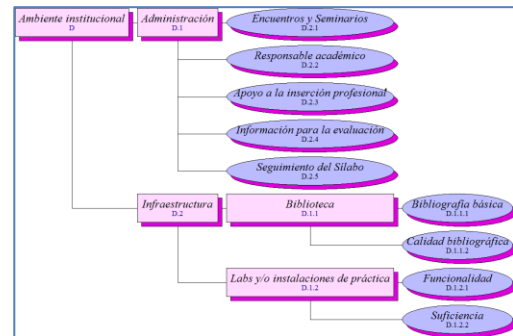 Ambiente institucional
D
Administración
D.1
Encuentros y Seminarios
D.2.1
Responsable académico
D.2.2
Apoyo a la inserción profesional
D.2.3
Información para la evaluación
D.2.4
Seguimiento del Sílabo
D.2.5
Infraestructura
D.2
Biblioteca
D.1.1
Bibliografía básica
D.1.1.1
Calidad bibliográfica
D.1.1.2
Labs y/o instalaciones de práctica
D.1.2
Funcionalidad
D.1.2.1
Suficiencia
D.1.2.2